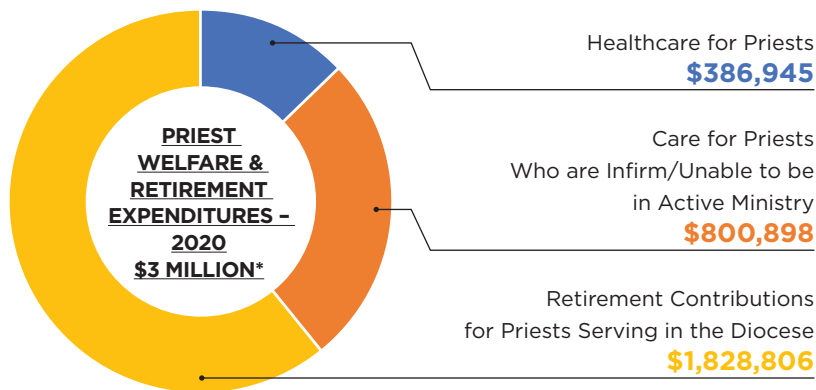 PRIEST
WELFARE &
RETIREMENT
EXPENDITURES –
2020
$3 MILLION*
Healthcare for Priests
$386,945
Care for Priests
Who are Infirm/Unable to be
in Active Ministry
$800,898
Retirement Contributions
for Priests Serving in the Diocese
$1,828,806